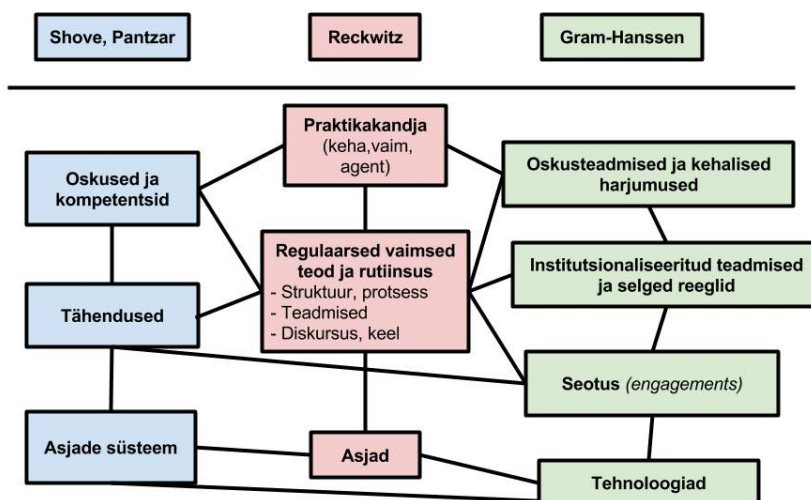 Shove, Pantzar
Reckwitz
Gram-Hanssen
Praktikakandja
(keha,vaim,
agent)
Oskused ja
kompetentsid
Oskusteadmised ja kehalised
harjumused
Regulaarsed vaimsed
teod ja rutiinsus
- Struktuur, protsess
- Teadmised
- Diskursus, keel
Tähendused
Institutsionaliseeritud teadmised
ja selged reeglid
Seotus (engagements)
Asjade süsteem
Asjad
Tehnoloogiad